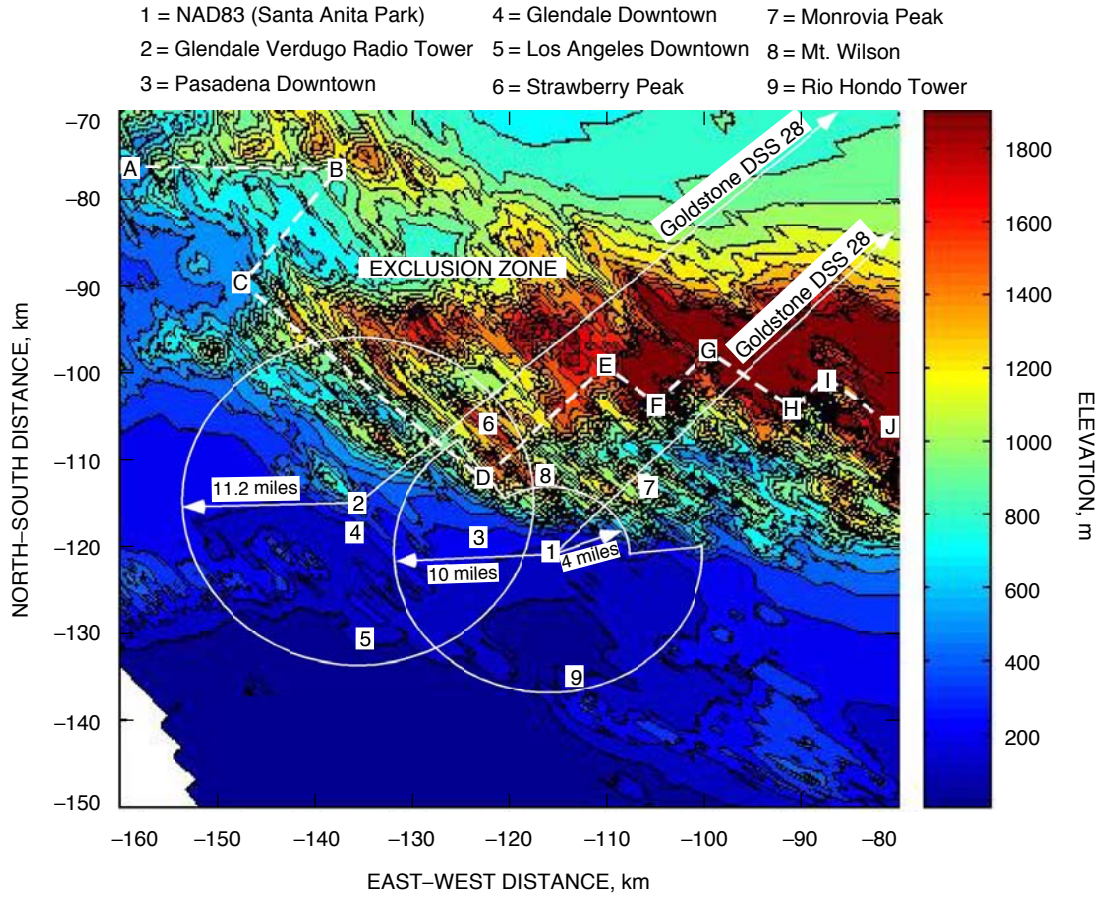 1 = NAD83 (Santa Anita Park)
4 = Glendale Downtown
7 = Monrovia Peak
2 = Glendale Verdugo Radio Tower
5 = Los Angeles Downtown
8 = Mt. Wilson
3 = Pasadena Downtown
6 = Strawberry Peak
9 = Rio Hondo Tower
–70
–80
–90
–100
–110
–120
–130
–140
–150
NORTH–SOUTH DISTANCE, km
A
B
C
EXCLUSION ZONE
Goldstone DSS 28
Goldstone DSS 28
E
G
F
H
I
J
6
D
8
7
11.2 miles
2
4
3
1
4 miles
10 miles
5
9
–160
–150
–140
–130
–120
–110
–100
–90
–80
EAST–WEST DISTANCE, km
1800
1600
1400
1200
1000
800
600
400
200
ELEVATION, m